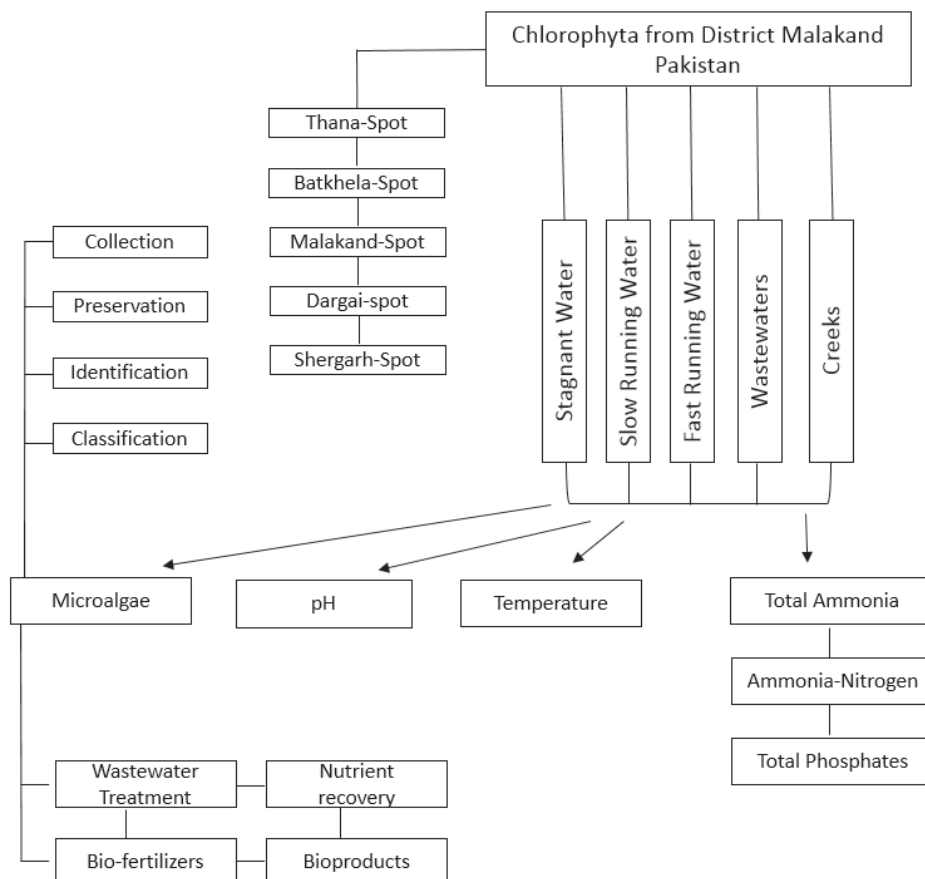 Chlorophyta from District Malakand
Pakistan
Thana-Spot
Batkhela-Spot
Malakand-Spot
Dargai-spot
Shergarh-Spot
Collection
Preservation
Identification
Classification
Stagnant Water
Slow Running Water
Fast Running Water
Wastewaters
Creeks
Microalgae
pH
Temperature
Total Ammonia
Ammonia-Nitrogen
Total Phosphates
Wastewater
Treatment
Nutrient
recovery
Bio-fertilizers
Bioproducts